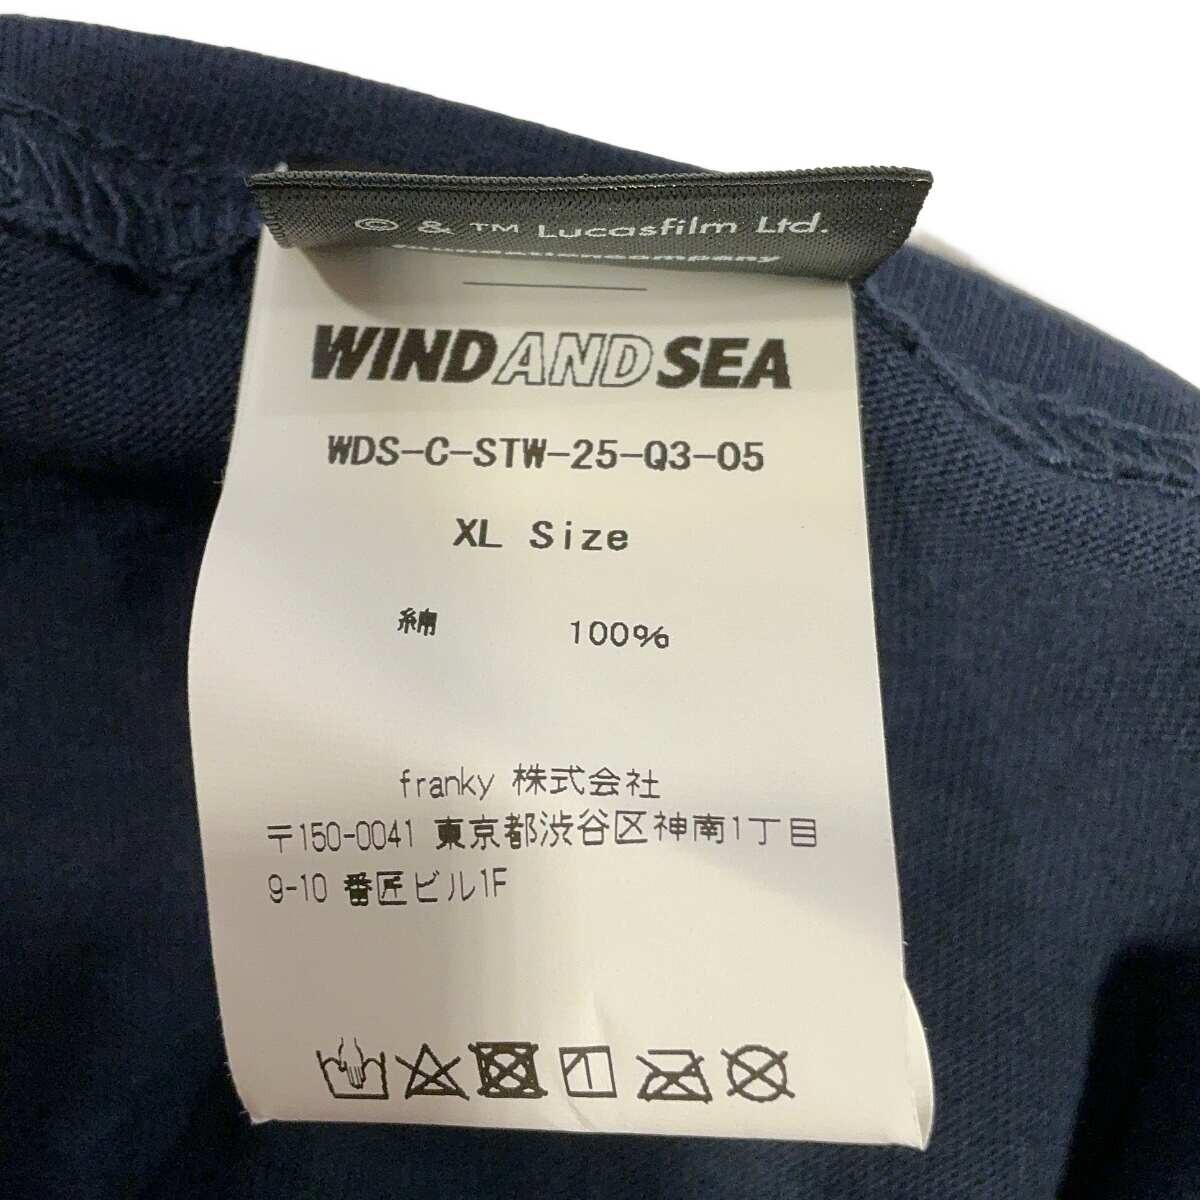 © & ™ Lucasfilm Ltd.
WIND AND SEA
WDS-C-STW-25-Q3-05
XL Size
綿 100%
franky 株式会社
〒150-0041 東京都渋谷区神南1丁目
9-10 番匠ビル1F